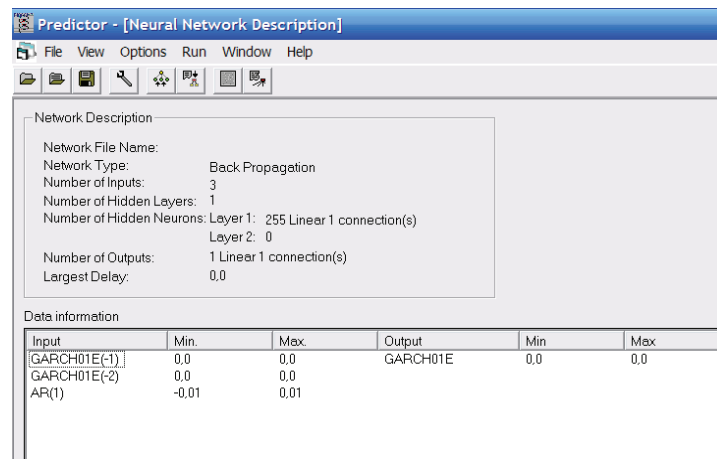 Predictor - [Neural Network Description]
File View Options Run Window Help
Network Description
Network File Name:
Network Type: Back Propagation
Number of Inputs: 3
Number of Hidden Layers: 1
Number of Hidden Neurons: Layer 1: 255 Linear 1 connection(s)
Layer 2: 0
Number of Outputs: 1 Linear 1 connection(s)
Largest Delay: 0,0
Data information
Input Min. Max. Output Min Max
GARCH01E(-1) 0,0 0,0 GARCH01E 0,0 0,0
GARCH01E(-2) 0,0 0,0
AR(1) -0,01 0,01